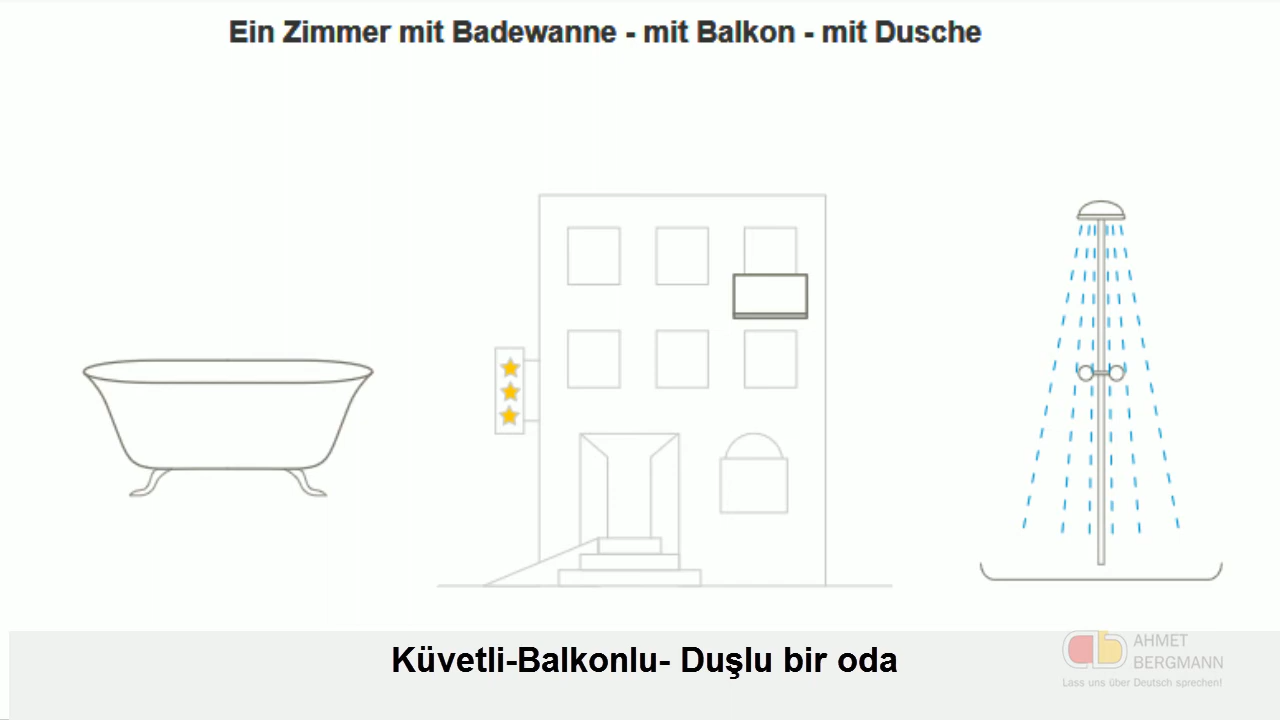 Ein Zimmer mit Badewanne - mit Balkon - mit Dusche
Küvetli-Balkonlu- Duşlu bir oda
AHMET
BERGMANN
Lass uns über Deutsch sprechen!